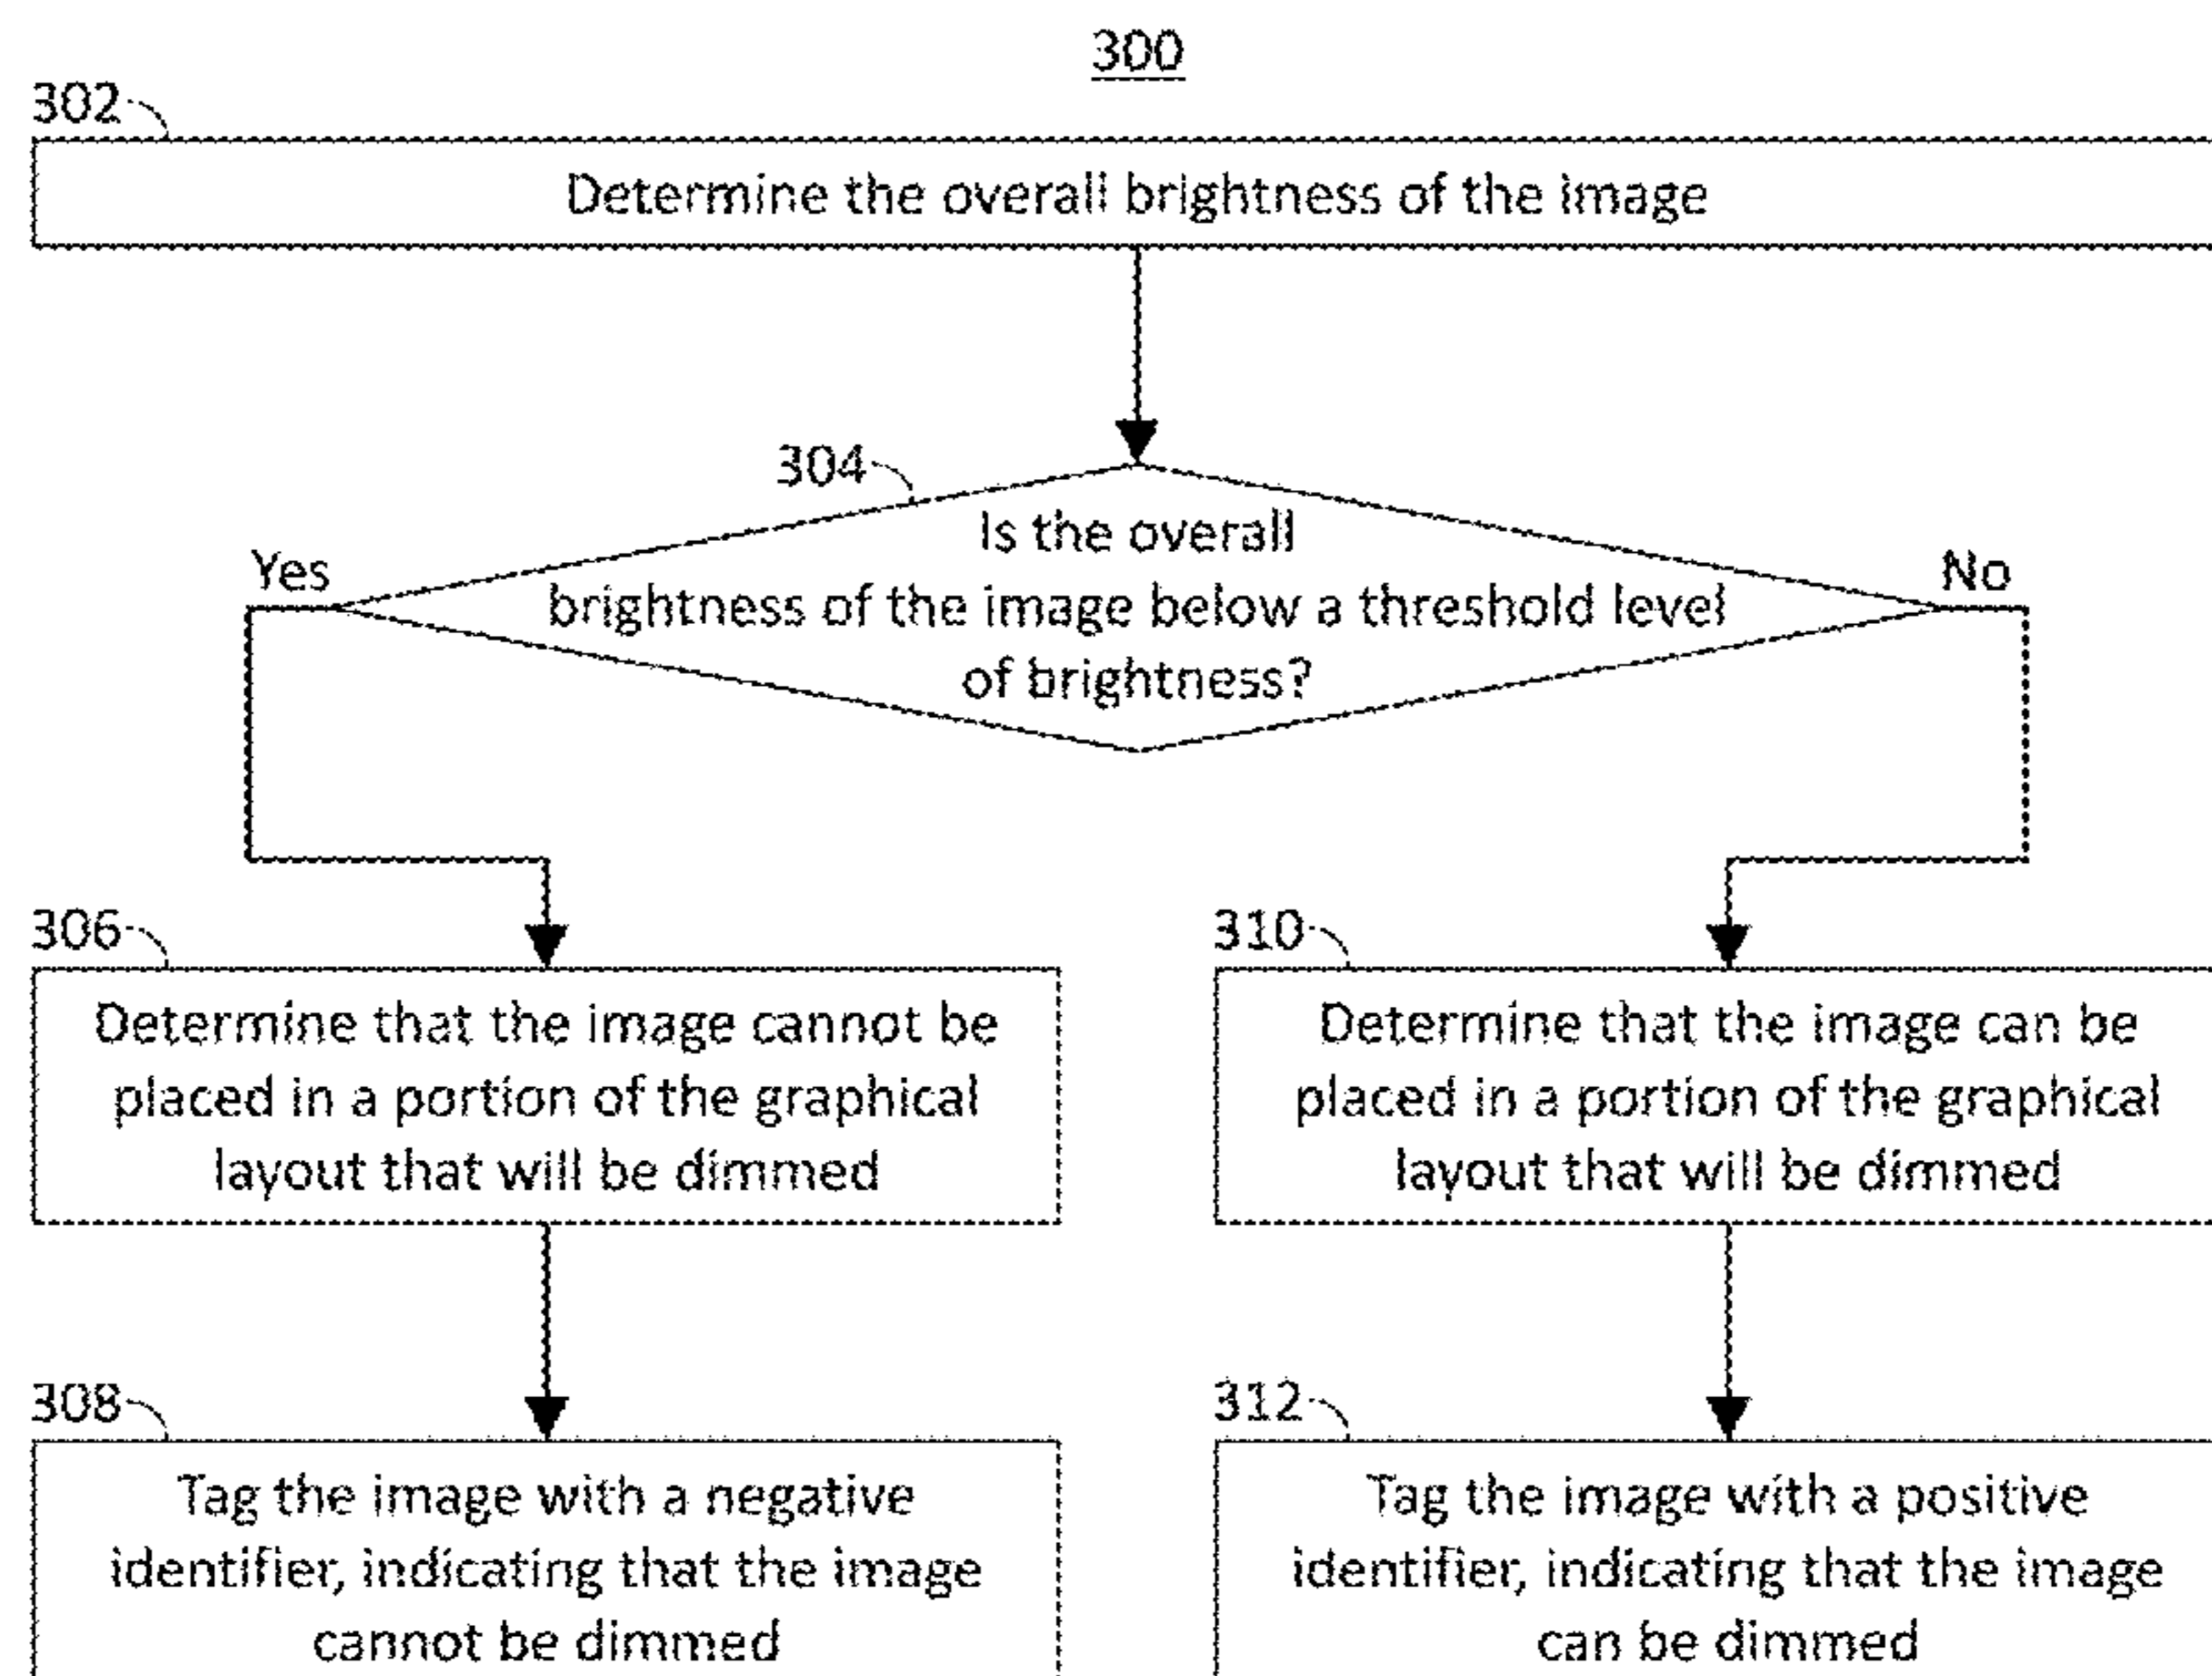 300
302
Determine the overall brightness of the image
304
Is the overall
brightness of the image below a threshold level
of brightness?
Yes
No
306
Determine that the image cannot be
placed in a portion of the graphical
layout that will be dimmed
310
Determine that the image can be
placed in a portion of the graphical
layout that will be dimmed
308
Tag the image with a negative
identifier, indicating that the image
cannot be dimmed
312
Tag the image with a positive
identifier, indicating that the image
can be dimmed